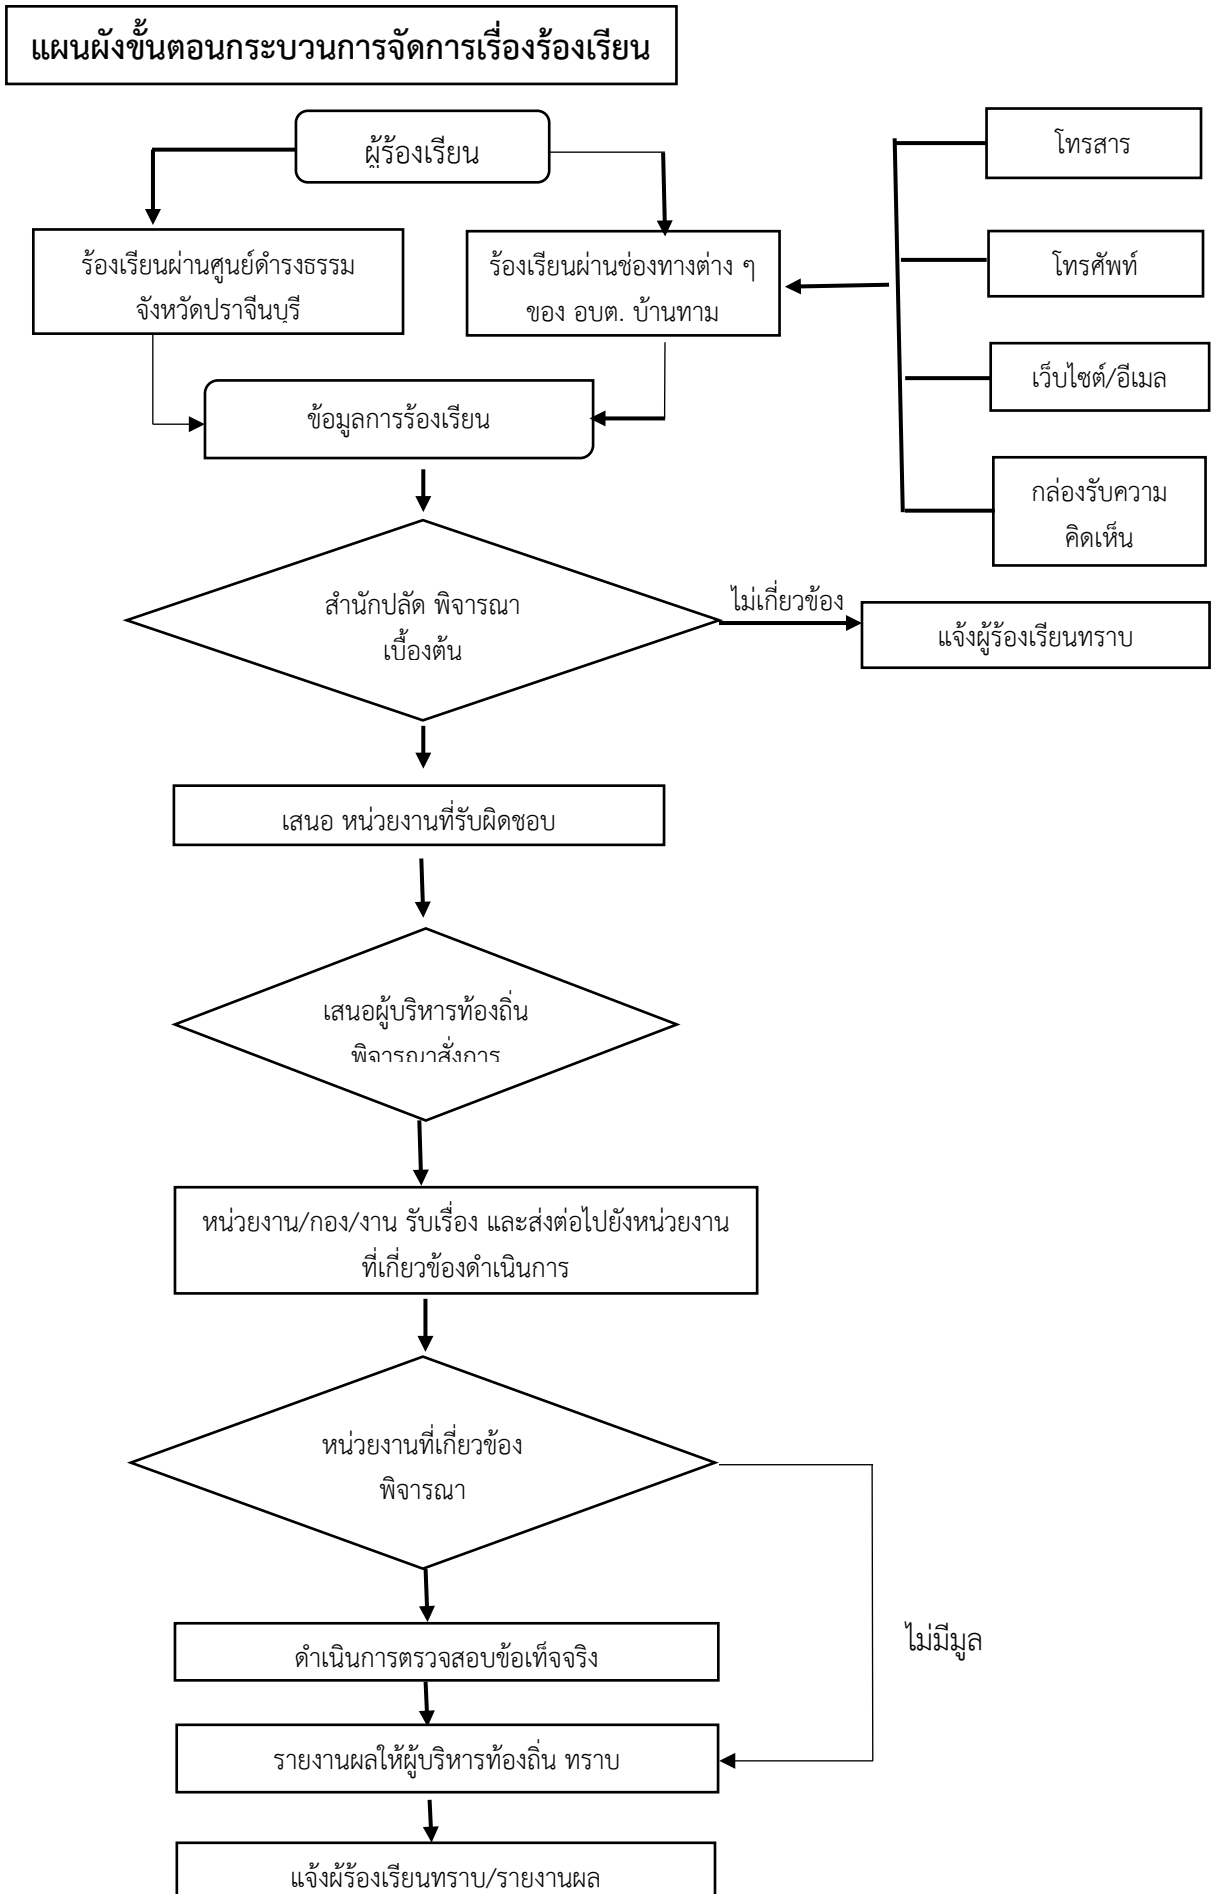 แผนผังขั้นตอนกระบวนการจัดการเรื่องร้องเรียน
ผู้ร้องเรียน
โทรสาร
ร้องเรียนผ่านศูนย์ดำรงธรรม
จังหวัดปราจีนบุรี
ร้องเรียนผ่านช่องทางต่าง ๆ
ของ อบต. บ้านทาม
โทรศัพท์
เว็บไซต์/อีเมล
ข้อมูลการร้องเรียน
กล่องรับความ
คิดเห็น
สำนักปลัด พิจารณา
เบื้องต้น
ไม่เกี่ยวข้อง
แจ้งผู้ร้องเรียนทราบ
เสนอ หน่วยงานที่รับผิดชอบ
เสนอผู้บริหารท้องถิ่น
พิจารณาสั่งการ
หน่วยงาน/กอง/งาน รับเรื่อง และส่งต่อไปยังหน่วยงาน
ที่เกี่ยวข้องดำเนินการ
หน่วยงานที่เกี่ยวข้อง
พิจารณา
ดำเนินการตรวจสอบข้อเท็จจริง
ไม่มีมูล
รายงานผลให้ผู้บริหารท้องถิ่น ทราบ
แจ้งผู้ร้องเรียนทราบ/รายงานผล